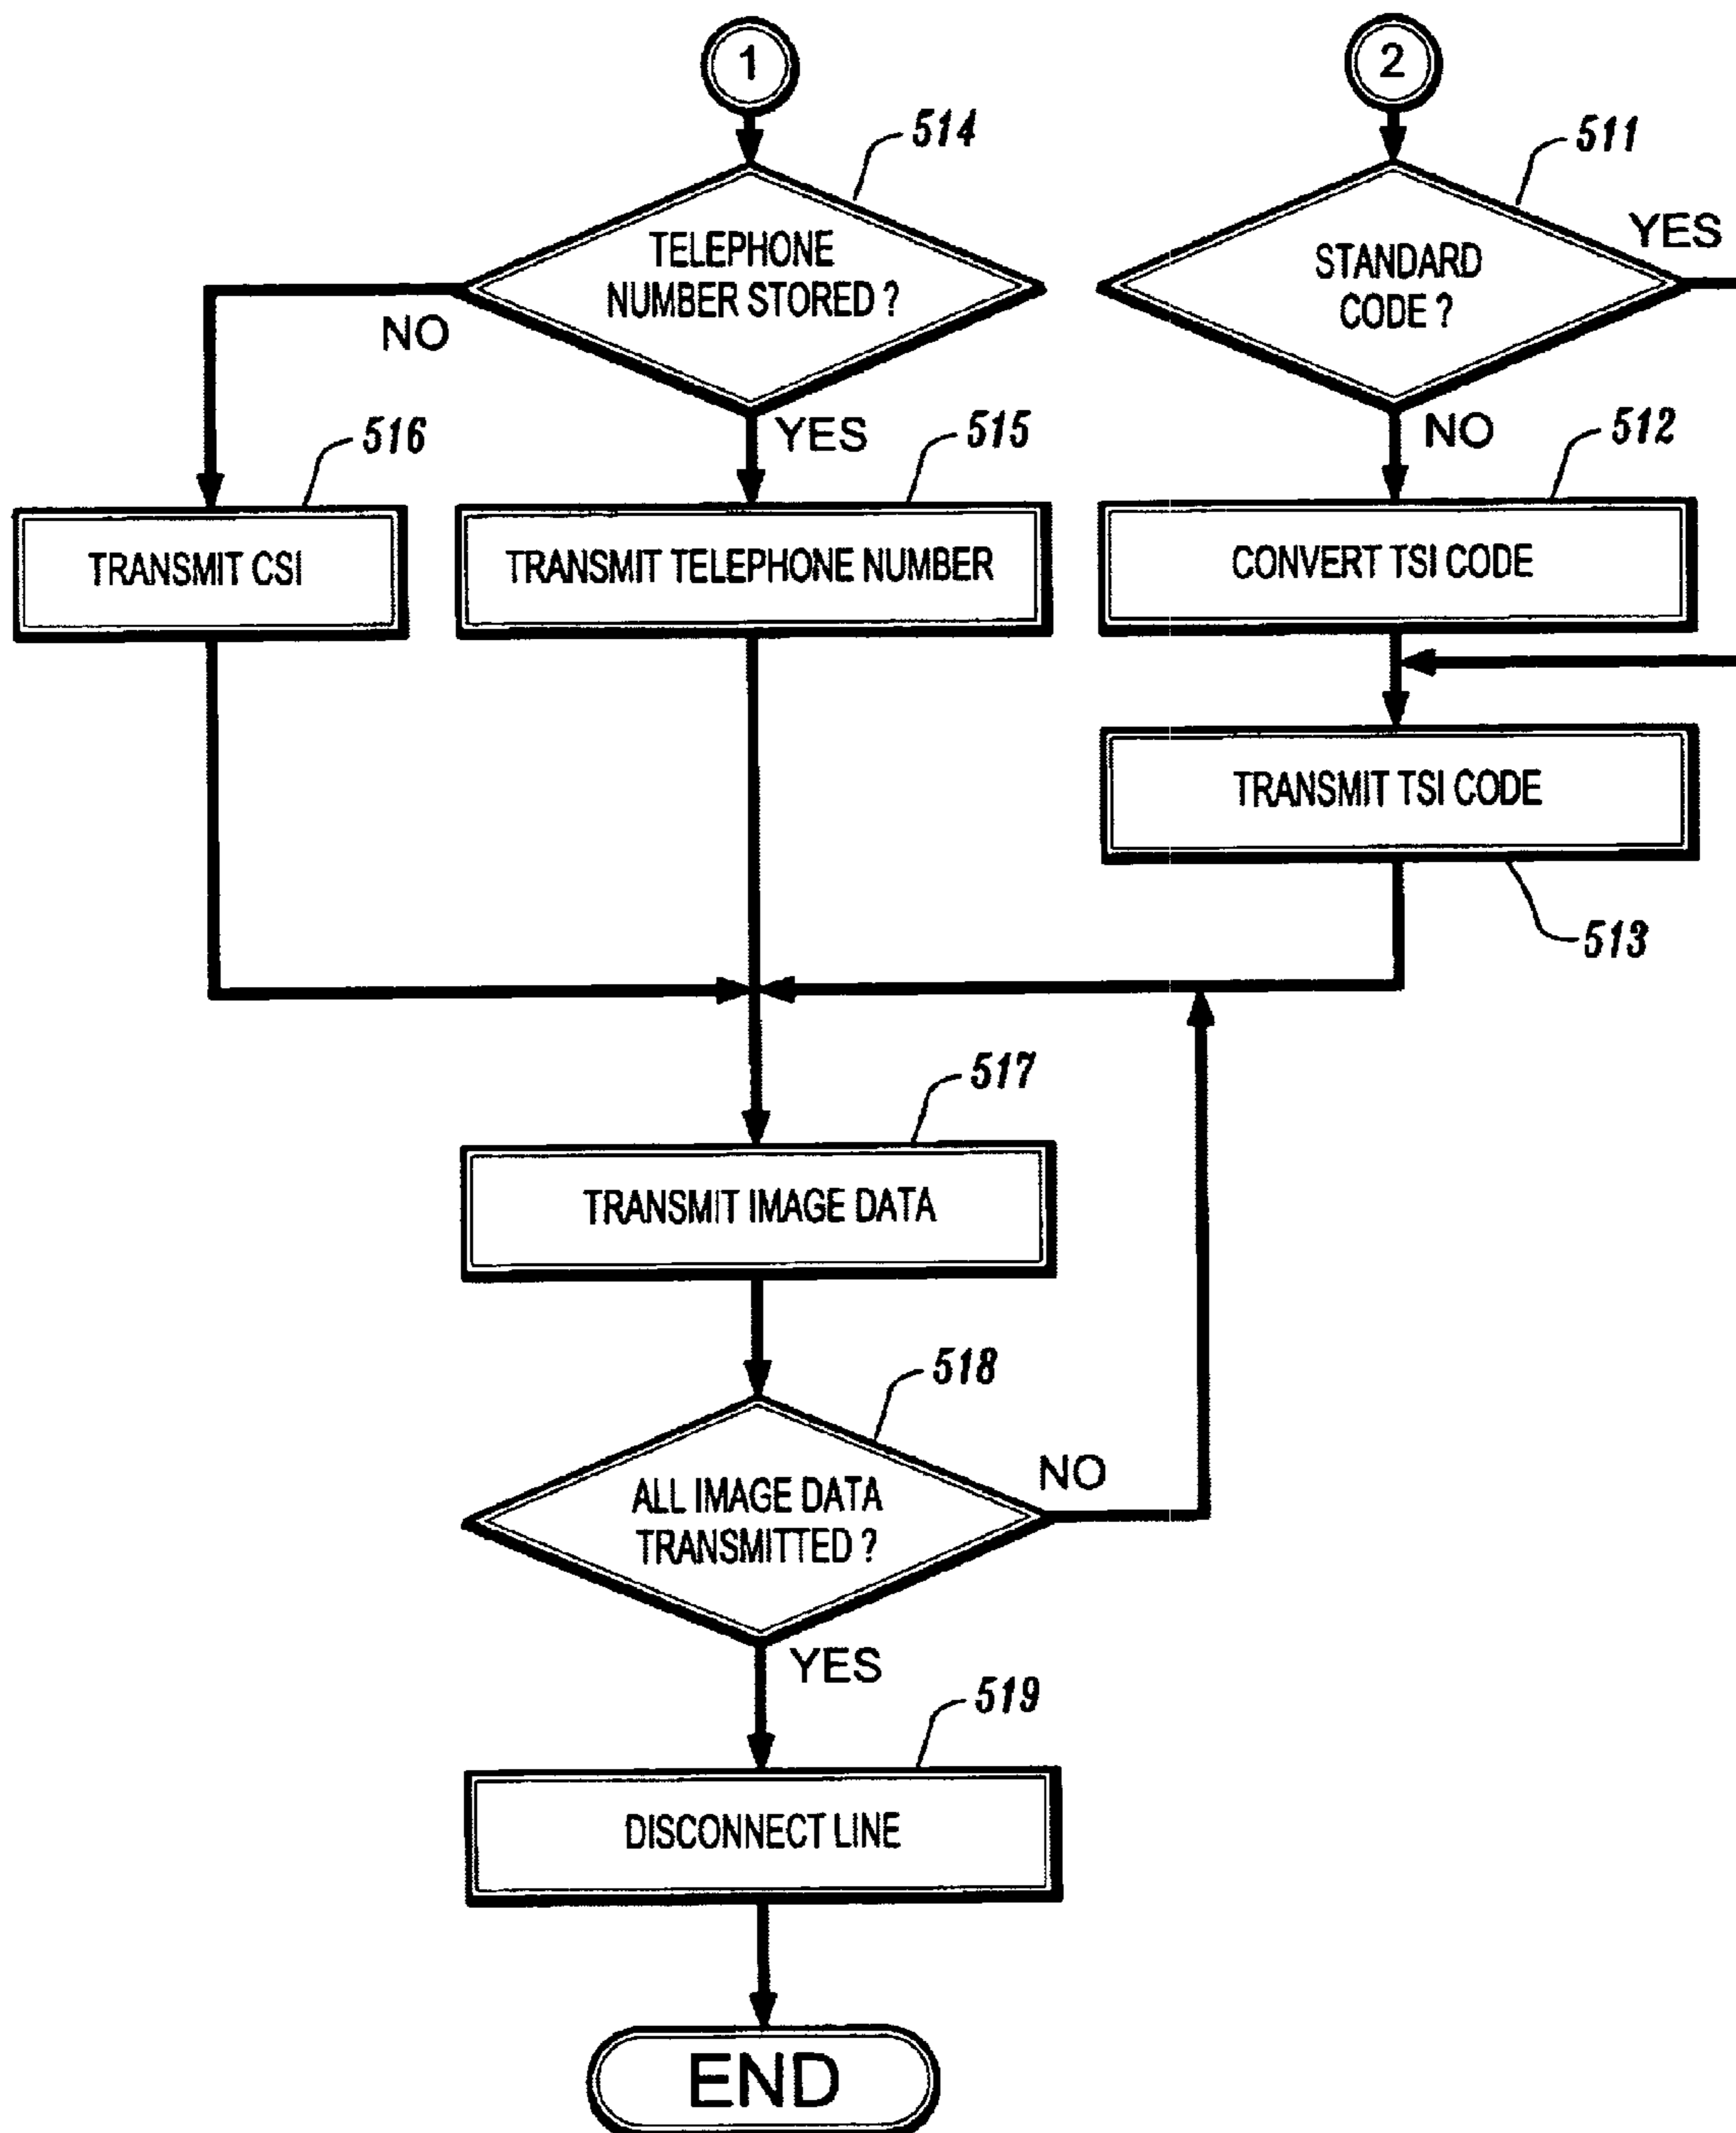 1
2
514
511
TELEPHONE
NUMBER STORED ?
STANDARD
CODE ?
YES
NO
YES
NO
516
515
512
TRANSMIT CSI
TRANSMIT TELEPHONE NUMBER
CONVERT TSI CODE
TRANSMIT TSI CODE
513
517
TRANSMIT IMAGE DATA
518
ALL IMAGE DATA
TRANSMITTED ?
NO
YES
519
DISCONNECT LINE
END